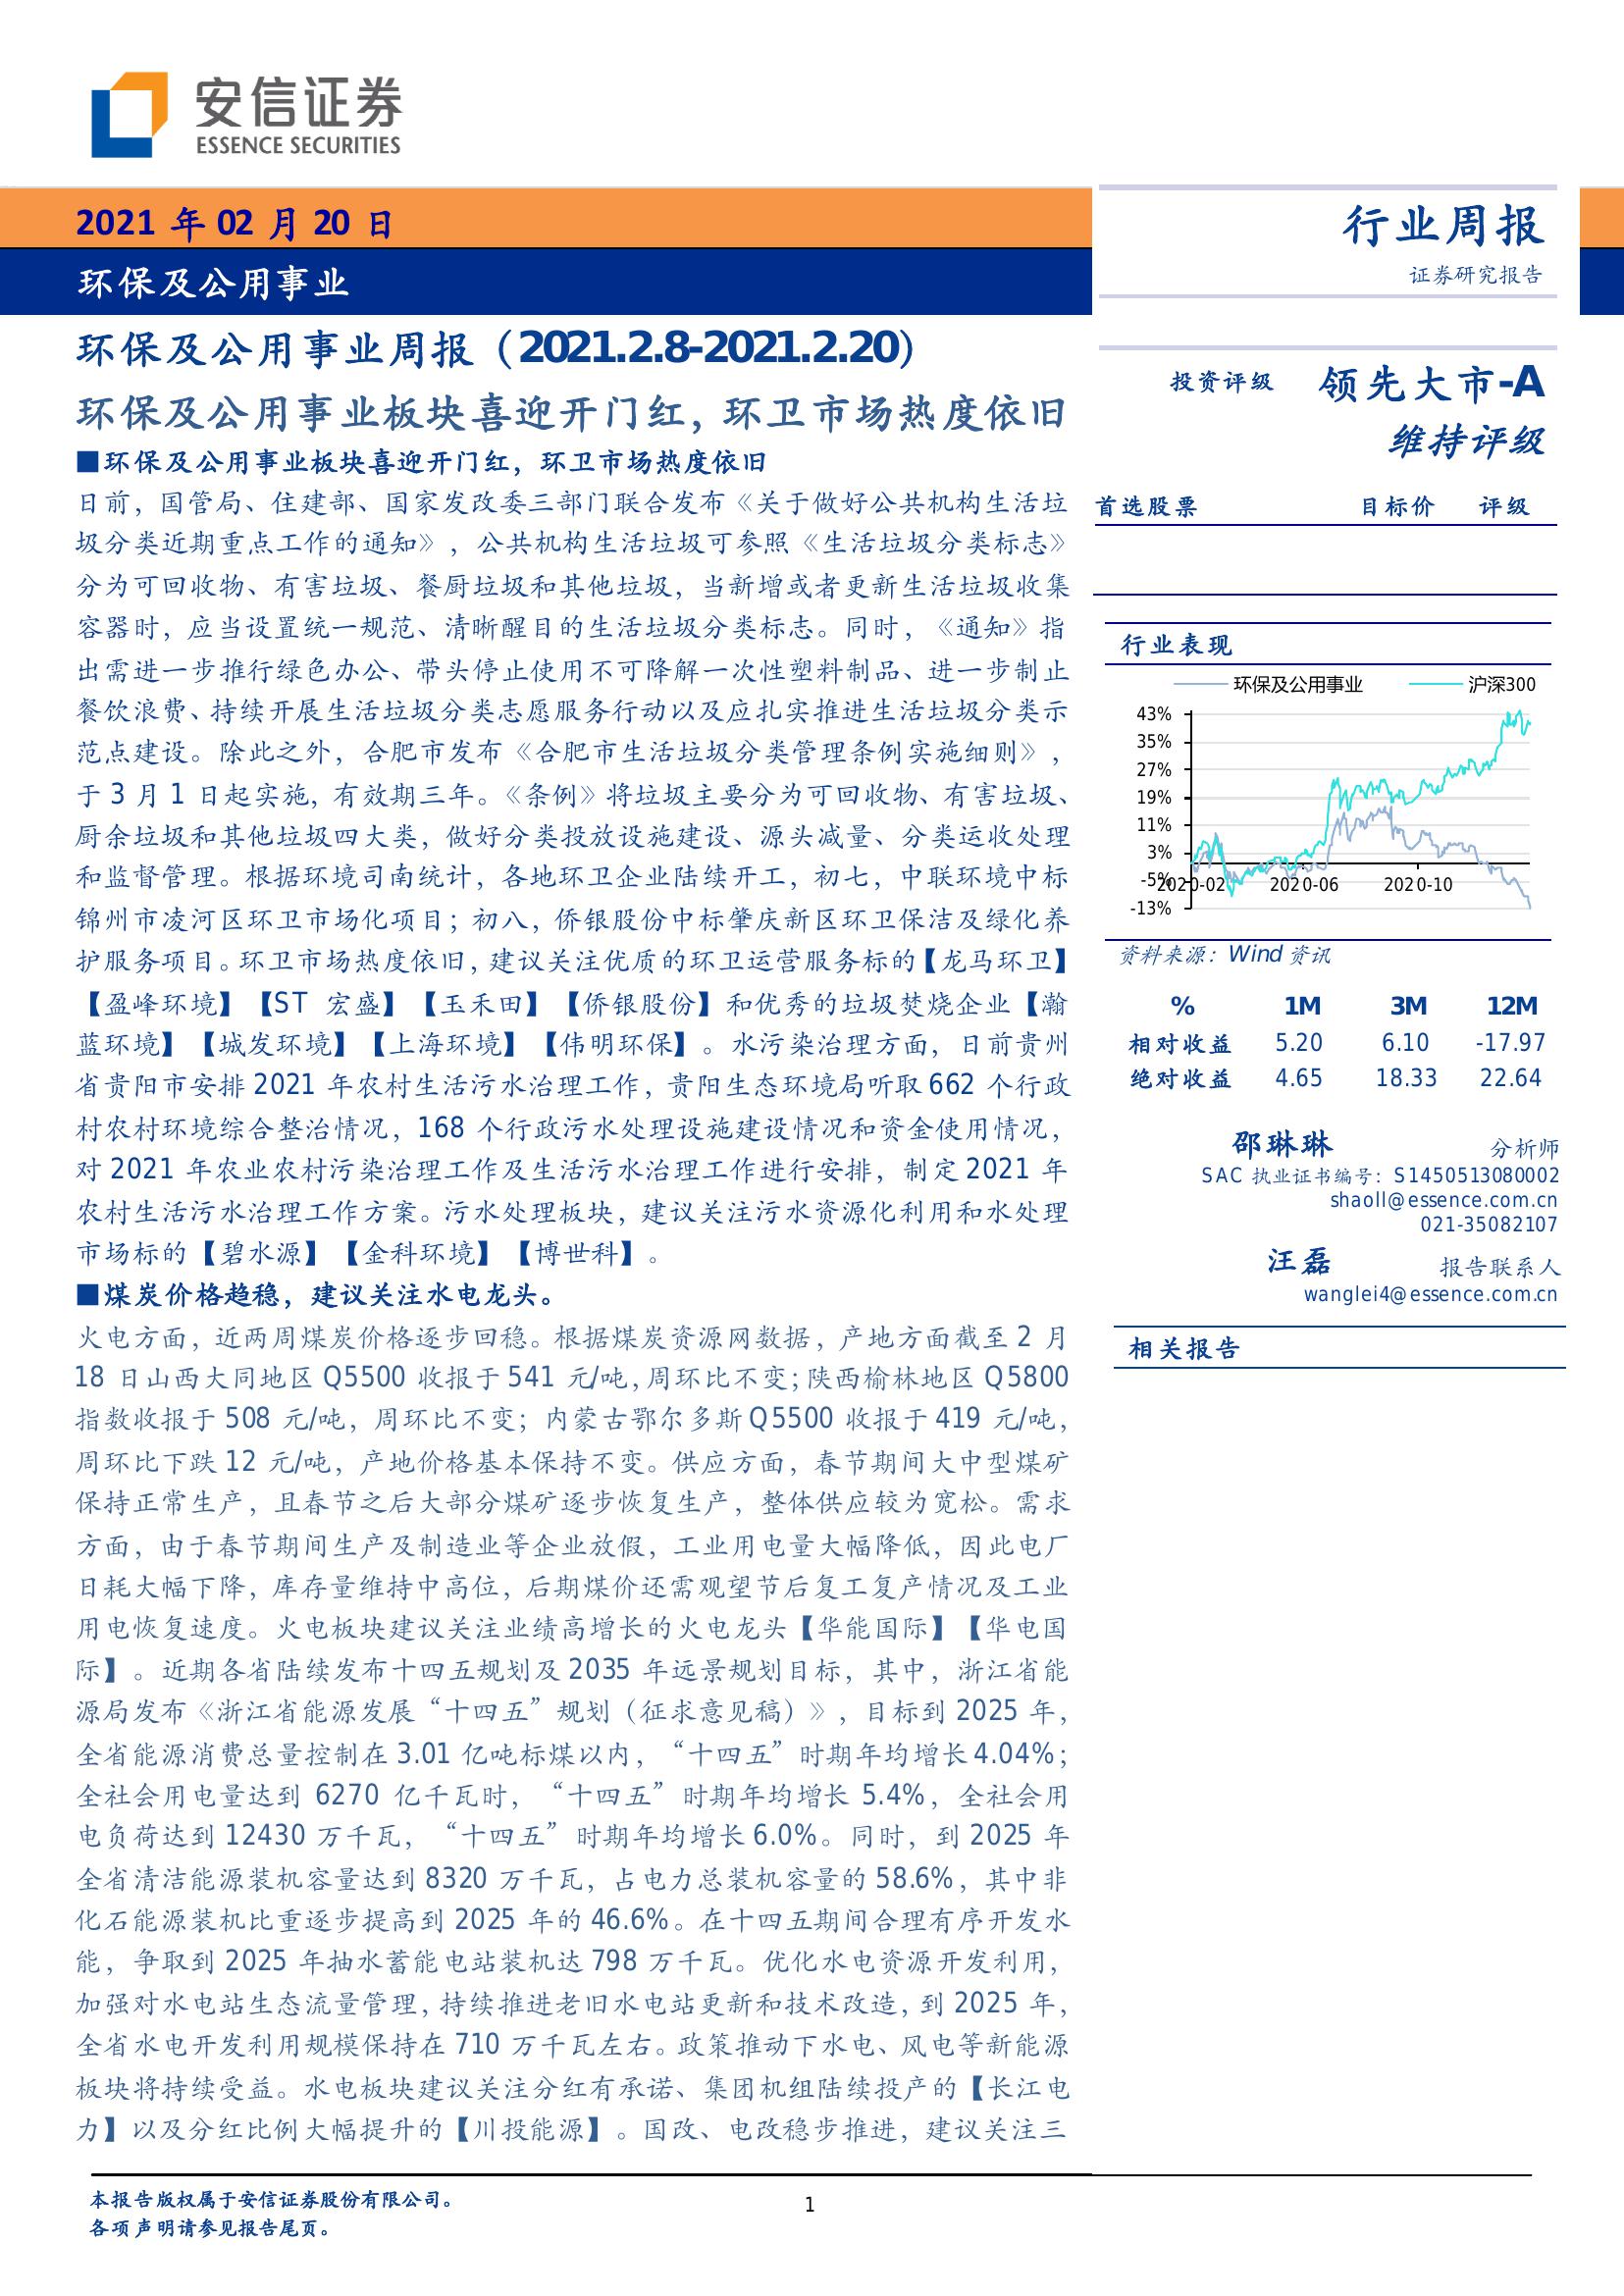 安信证券
ESSENCE SECURITIES
2021 年 02 月 20 日
环保及公用事业
行业周报
证券研究报告
环保及公用事业周报（2021.2.8-2021.2.20）
环保及公用事业板块喜迎开门红，环卫市场热度依旧
■环保及公用事业板块喜迎开门红，环卫市场热度依旧
日前，国管局、住建部、国家发改委三部门联合发布《关于做好公共机构生活垃
圾分类近期重点工作的通知》，公共机构生活垃圾可参照《生活垃圾分类标志》
分为可回收物、有害垃圾、餐厨垃圾和其他垃圾，当新增或者更新生活垃圾收集
容器时，应当设置统一规范、清晰醒目的生活垃圾分类标志。同时，《通知》指
出需进一步推行绿色办公、带头停止使用不可降解一次性塑料制品、进一步制止
餐饮浪费、持续开展生活垃圾分类志愿服务行动以及应扎实推进生活垃圾分类示
范点建设。除此之外，合肥市发布《合肥市生活垃圾分类管理条例实施细则》，
于 3 月 1 日起实施，有效期三年。《条例》将垃圾主要分为可回收物、有害垃圾、
厨余垃圾和其他垃圾四大类，做好分类投放设施建设、源头减量、分类运收处理
和监督管理。根据环境司南统计，各地环卫企业陆续开工，初七，中联环境中标
锦州市凌河区环卫市场化项目；初八，侨银股份中标肇庆新区环卫保洁及绿化养
护服务项目。环卫市场热度依旧，建议关注优质的环卫运营服务标的【龙马环卫】
【盈峰环境】【ST 宏盛】【玉禾田】【侨银股份】和优秀的垃圾焚烧企业【瀚
蓝环境】【城发环境】【上海环境】【伟明环保】。水污染治理方面，日前贵州
省贵阳市安排 2021 年农村生活污水治理工作，贵阳生态环境局听取 662 个行政
村农村环境综合整治情况，168 个行政污水处理设施建设情况和资金使用情况，
对 2021 年农业农村污染治理工作及生活污水治理工作进行安排，制定 2021 年
农村生活污水治理工作方案。污水处理板块，建议关注污水资源化利用和水处理
市场标的【碧水源】【金科环境】【博世科】。
■煤炭价格趋稳，建议关注水电龙头。
火电方面，近两周煤炭价格逐步回稳。根据煤炭资源网数据，产地方面截至 2 月
18 日山西大同地区 Q5500 收报于 541 元/吨，周环比不变；陕西榆林地区 Q5800
指数收报于 508 元/吨，周环比不变；内蒙古鄂尔多斯 Q5500 收报于 419 元/吨，
周环比下跌 12 元/吨，产地价格基本保持不变。供应方面，春节期间大中型煤矿
保持正常生产，且春节之后大部分煤矿逐步恢复生产，整体供应较为宽松。需求
方面，由于春节期间生产及制造业等企业放假，工业用电量大幅降低，因此电厂
日耗大幅下降，库存量维持中高位，后期煤价还需观望节后复工复产情况及工业
用电恢复速度。火电板块建议关注业绩高增长的火电龙头【华能国际】【华电国
际】。近期各省陆续发布十四五规划及 2035 年远景规划目标，其中，浙江省能
源局发布《浙江省能源发展“十四五”规划（征求意见稿）》，目标到 2025 年，
全省能源消费总量控制在 3.01 亿吨标煤以内，“十四五”时期年均增长 4.04%；
全社会用电量达到 6270 亿千瓦时，“十四五”时期年均增长 5.4%，全社会用
电负荷达到 12430 万千瓦，“十四五”时期年均增长 6.0%。同时，到 2025 年
全省清洁能源装机容量达到 8320 万千瓦，占电力总装机容量的 58.6%，其中非
化石能源装机比重逐步提高到 2025 年的 46.6%。在十四五期间合理有序开发水
能，争取到 2025 年抽水蓄能电站装机达 798 万千瓦。优化水电资源开发利用，
加强对水电站生态流量管理，持续推进老旧水电站更新和技术改造，到 2025 年，
全省水电开发利用规模保持在 710 万千瓦左右。政策推动下水电、风电等新能源
板块将持续受益。水电板块建议关注分红有承诺、集团机组陆续投产的【长江电
力】以及分红比例大幅提升的【川投能源】。国改、电改稳步推进，建议关注三
投资评级 领先大市-A
维持评级
首选股票 目标价 评级
行业表现
环保及公用事业 沪深300
43%
35%
27%
19%
11%
3%
-5%
-13%
2020-02 2020-06 2020-10
资料来源：Wind 资讯
% 1M 3M 12M
相对收益 5.20 6.10 -17.97
绝对收益 4.65 18.33 22.64
邵琳琳 分析师
SAC 执业证书编号：S1450513080002
shaoll@essence.com.cn
021-35082107
汪磊 报告联系人
wanglei4@essence.com.cn
相关报告
本报告版权属于安信证券股份有限公司。
各项声明请参见报告尾页。
1